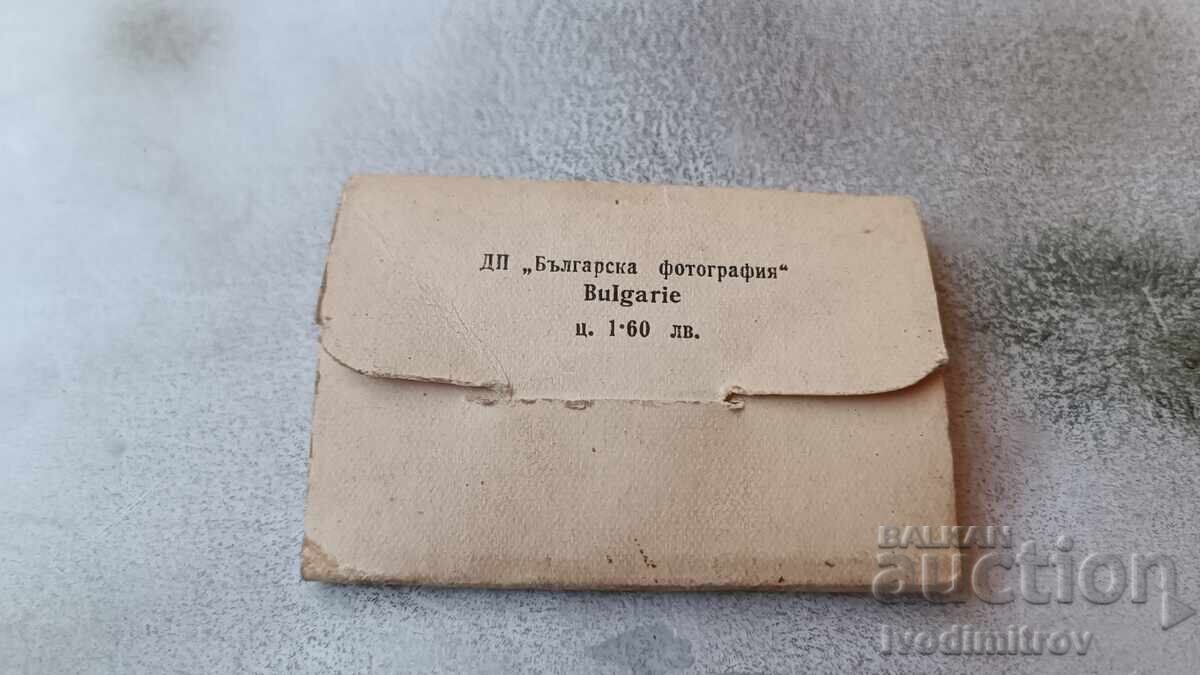 ДП „Българска фотография“
Bulgarie
ц. 1·60 лв.
BALKAN
auction
Ivodimitrov